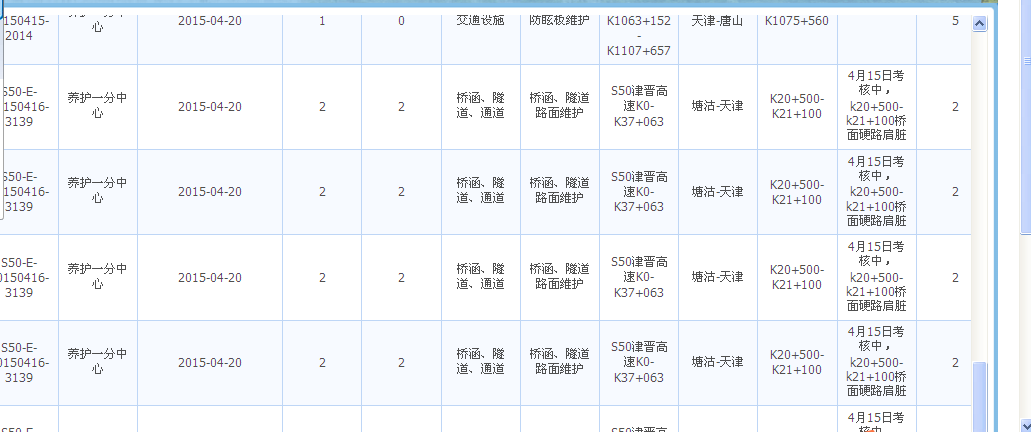 150415-
2014
养护一分中
心
2015-04-20
1
0
交通设施
防眩板维护
K1063+152
-
K1107+657
天津-唐山
K1075+560
5
S50-E-
0150416-
3139
养护一分中
心
2015-04-20
2
2
桥涵、隧
道、通道
桥涵、隧道
路面维护
S50津晋高
速K0-
K37+063
塘沽-天津
K20+500-
K21+100
4月15日考
核中，
k20+500-
k21+100桥
面硬路肩脏
2
S50-E-
0150416-
3139
养护一分中
心
2015-04-20
2
2
桥涵、隧
道、通道
桥涵、隧道
路面维护
S50津晋高
速K0-
K37+063
塘沽-天津
K20+500-
K21+100
4月15日考
核中，
k20+500-
k21+100桥
面硬路肩脏
2
S50-E-
0150416-
3139
养护一分中
心
2015-04-20
2
2
桥涵、隧
道、通道
桥涵、隧道
路面维护
S50津晋高
速K0-
K37+063
塘沽-天津
K20+500-
K21+100
4月15日考
核中，
k20+500-
k21+100桥
面硬路肩脏
2
S50-E-
0150416-
3139
养护一分中
心
2015-04-20
2
2
桥涵、隧
道、通道
桥涵、隧道
路面维护
S50津晋高
速K0-
K37+063
塘沽-天津
K20+500-
K21+100
4月15日考
核中，
k20+500-
k21+100桥
面硬路肩脏
2
S50-E-
S50津晋高
4月15日考
核中，